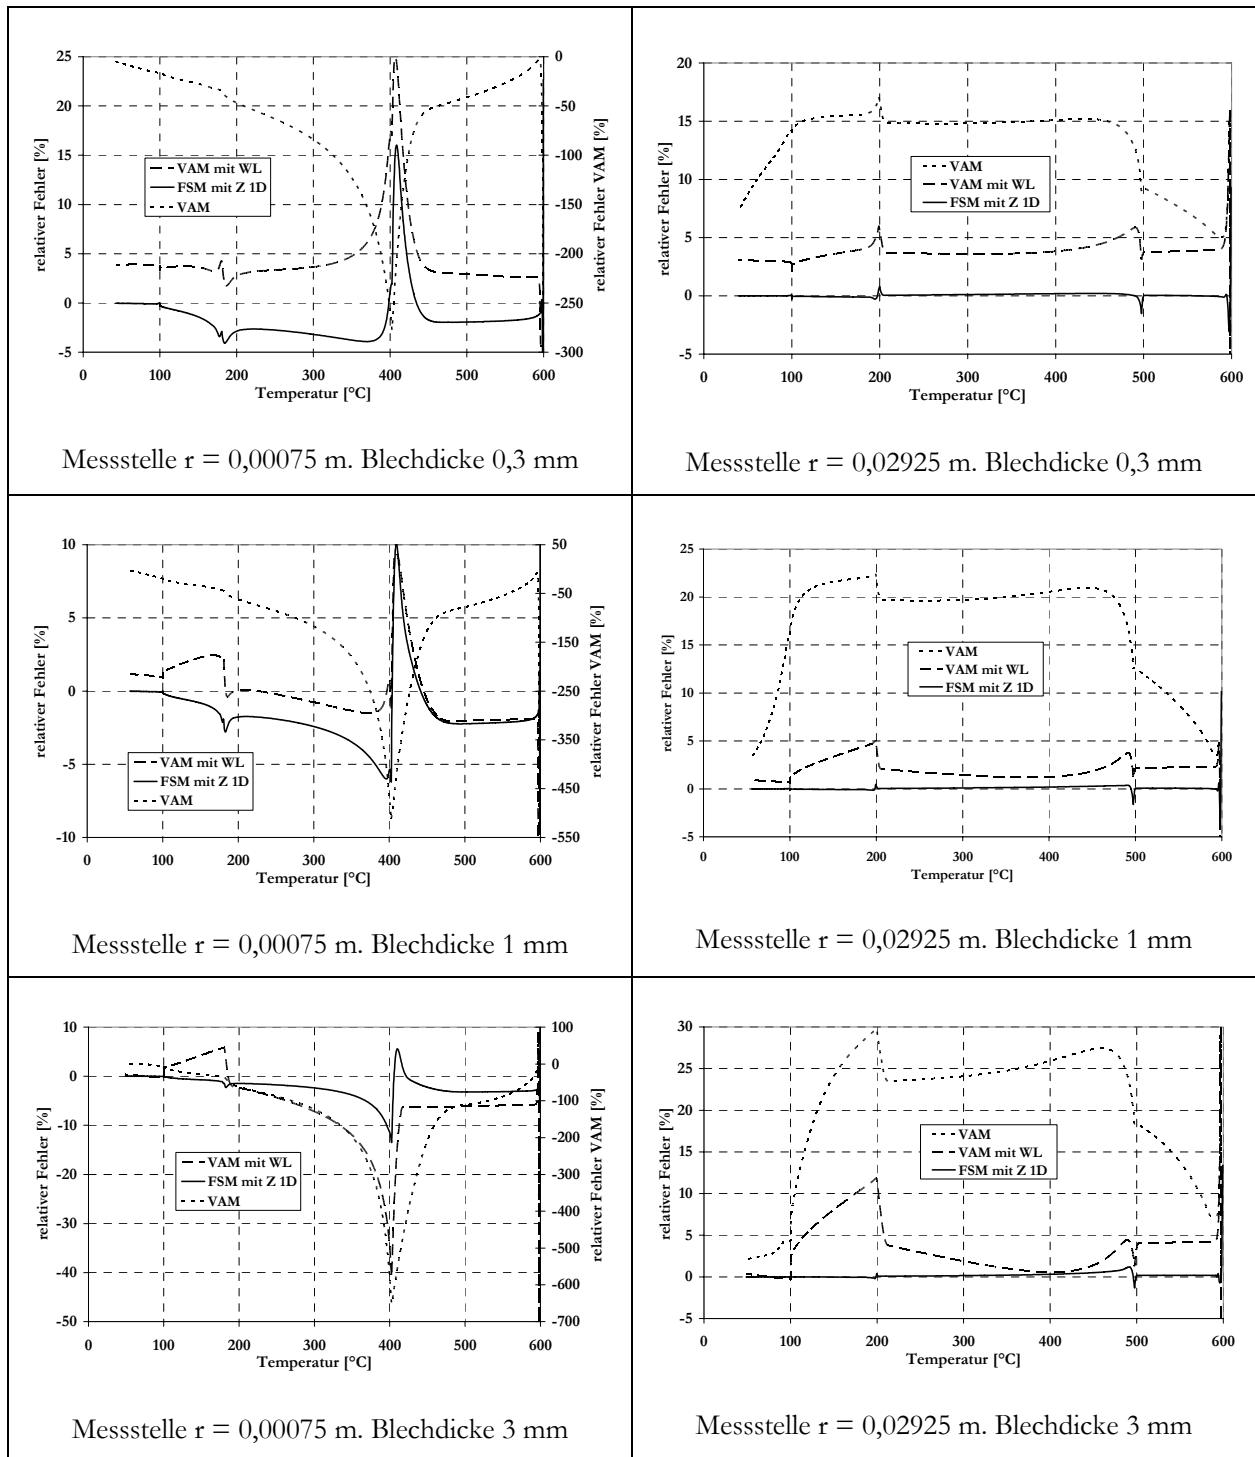 25
20
15
10
5
0
-5
0
-50
-100
-150
-200
-250
-300
relativer Fehler [%]
relativer Fehler VAM [%]
VAM mit WL
FSM mit Z 1D
VAM
0 100 200 300 400 500 600
Temperatur [°C]
Messstelle r = 0,00075 m. Blechdicke 0,3 mm
20
15
10
5
0
-5
relativer Fehler [%]
VAM
VAM mit WL
FSM mit Z 1D
0 100 200 300 400 500 600
Temperatur [°C]
Messstelle r = 0,02925 m. Blechdicke 0,3 mm
10
5
0
-5
-10
50
-50
-150
-250
-350
-450
-550
relativer Fehler [%]
relativer Fehler VAM [%]
VAM mit WL
FSM mit Z 1D
VAM
0 100 200 300 400 500 600
Temperatur [°C]
Messstelle r = 0,00075 m. Blechdicke 1 mm
25
20
15
10
5
0
-5
relativer Fehler [%]
VAM
VAM mit WL
FSM mit Z 1D
0 100 200 300 400 500 600
Temperatur [°C]
Messstelle r = 0,02925 m. Blechdicke 1 mm
10
0
-10
-20
-30
-40
-50
100
0
-100
-200
-300
-400
-500
-600
-700
relativer Fehler [%]
relativer Fehler VAM [%]
VAM mit WL
FSM mit Z 1D
VAM
0 100 200 300 400 500 600
Temperatur [°C]
Messstelle r = 0,00075 m. Blechdicke 3 mm
30
25
20
15
10
5
0
-5
relativer Fehler [%]
VAM
VAM mit WL
FSM mit Z 1D
0 100 200 300 400 500 600
Temperatur [°C]
Messstelle r = 0,02925 m. Blechdicke 3 mm